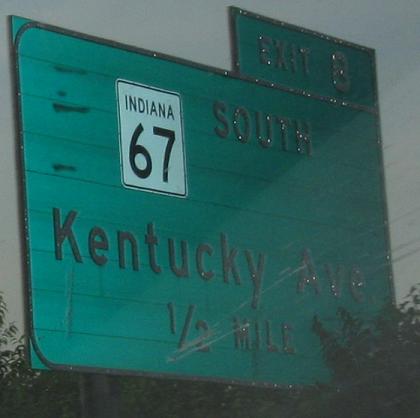 EXIT 8
INDIANA
67
SOUTH
Kentucky Ave
1/2 MILE